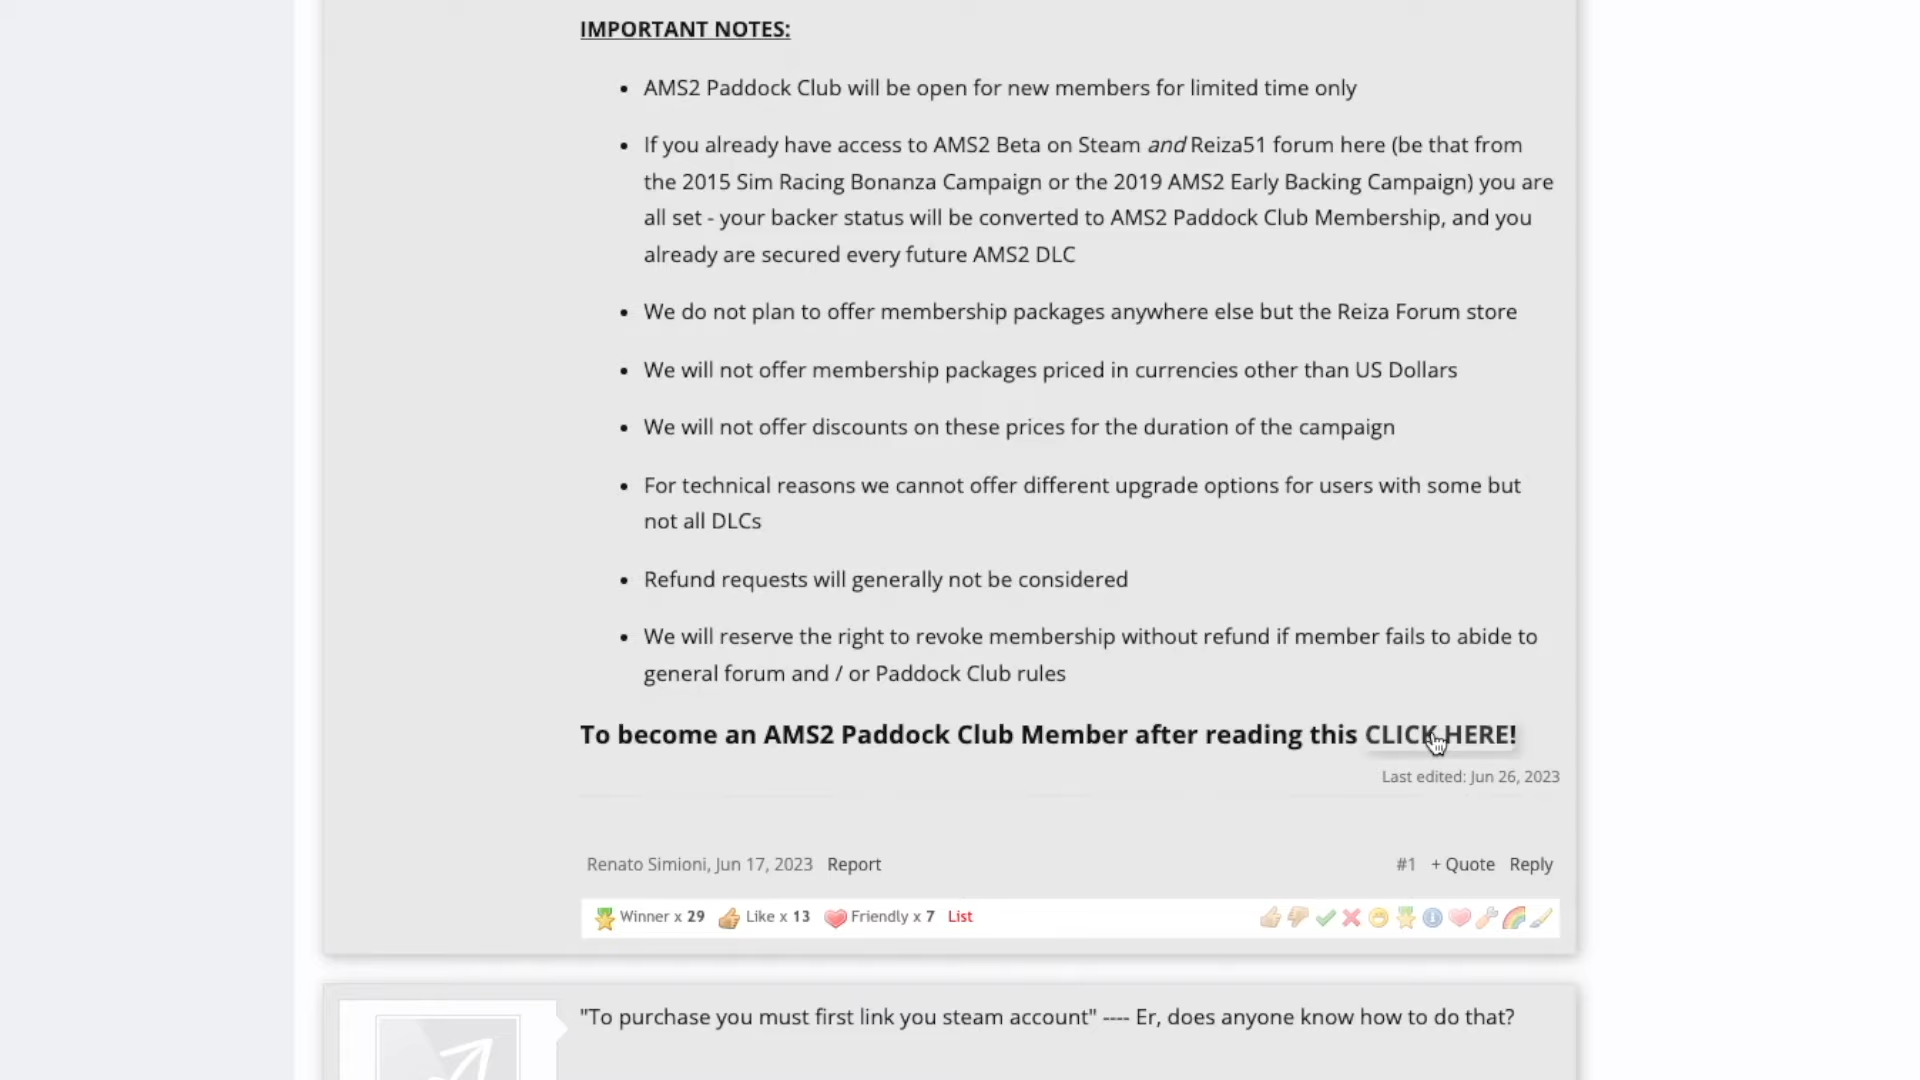 IMPORTANT NOTES:
• AMS2 Paddock Club will be open for new members for limited time only
• If you already have access to AMS2 Beta on Steam and Reiza51 forum here (be that from
the 2015 Sim Racing Bonanza Campaign or the 2019 AMS2 Early Backing Campaign) you are
all set - your backer status will be converted to AMS2 Paddock Club Membership, and you
already are secured every future AMS2 DLC
• We do not plan to offer membership packages anywhere else but the Reiza Forum store
• We will not offer membership packages priced in currencies other than US Dollars
• We will not offer discounts on these prices for the duration of the campaign
• For technical reasons we cannot offer different upgrade options for users with some but
not all DLCs
• Refund requests will generally not be considered
• We will reserve the right to revoke membership without refund if member fails to abide to
general forum and / or Paddock Club rules
To become an AMS2 Paddock Club Member after reading this CLICK HERE!
Last edited: Jun 26, 2023
Renato Simioni, Jun 17, 2023 Report #1 + Quote Reply
Winner x 29 Like x 13 Friendly x 7 List
"To purchase you must first link you steam account" ---- Er, does anyone know how to do that?